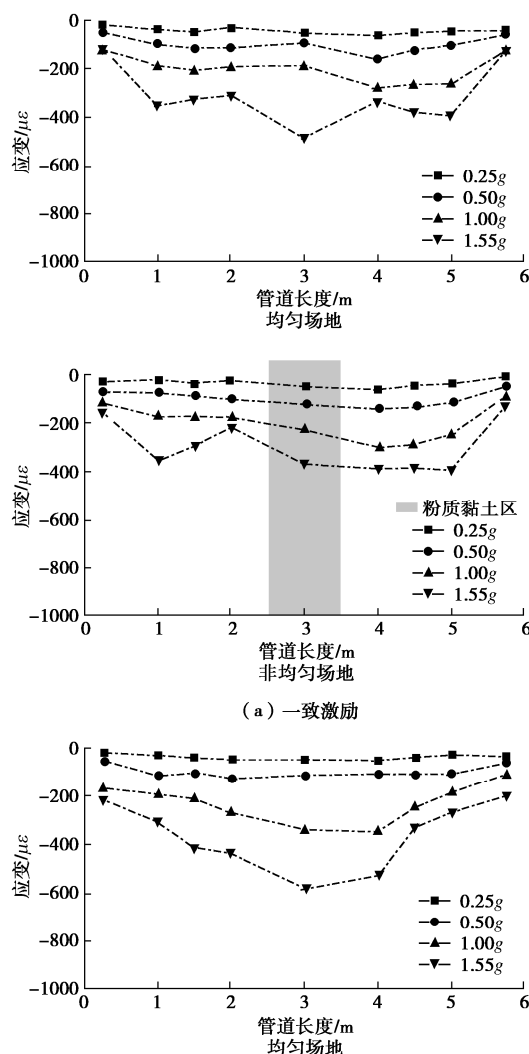 0
-200
-400
-600
-800
-1000
应变/με
0.25g
0.50g
1.00g
1.55g
0 1 2 3 4 5 6
管道长度/m
均匀场地
0
-200
-400
-600
-800
-1000
应变/με
粉质黏土区
0.25g
0.50g
1.00g
1.55g
0 1 2 3 4 5 6
管道长度/m
非均匀场地
（a）一致激励
0
-200
-400
-600
-800
-1000
应变/με
0.25g
0.50g
1.00g
1.55g
0 1 2 3 4 5 6
管道长度/m
均匀场地